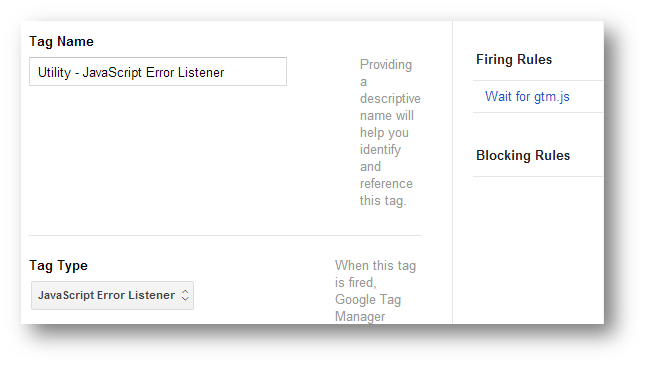 Tag Name
Utility - JavaScript Error Listener
Providing
a
descriptive
name will
help you
identify
and
reference
this tag.
Tag Type
JavaScript Error Listener
When this tag
is fired,
Google Tag
Manager
Firing Rules
Wait for gtm.js
Blocking Rules